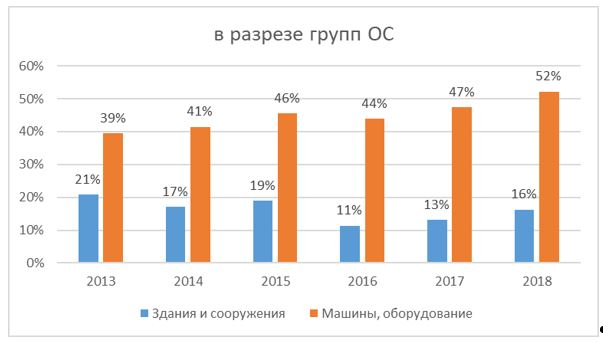 в разрезе групп ОС
60%
50%
40%
30%
20%
10%
0%
21% 39% 17% 41% 19% 46% 11% 44% 13% 47% 16% 52%
2013 2014 2015 2016 2017 2018
Здания и сооружения Машины, оборудование